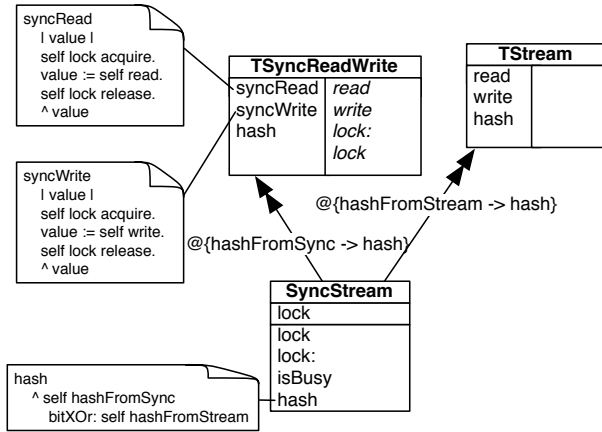 syncRead
| value |
self lock acquire.
value := self read.
self lock release.
^ value
TSyncReadWrite
syncRead read
syncWrite write
hash lock:
lock
TStream
read
write
hash
syncWrite
| value |
self lock acquire.
value := self write.
self lock release.
^ value
@{hashFromStream -> hash}
@{hashFromSync -> hash}
SyncStream
lock
lock
lock:
isBusy
hash
hash
^ self hashFromSync
bitXOr: self hashFromStream